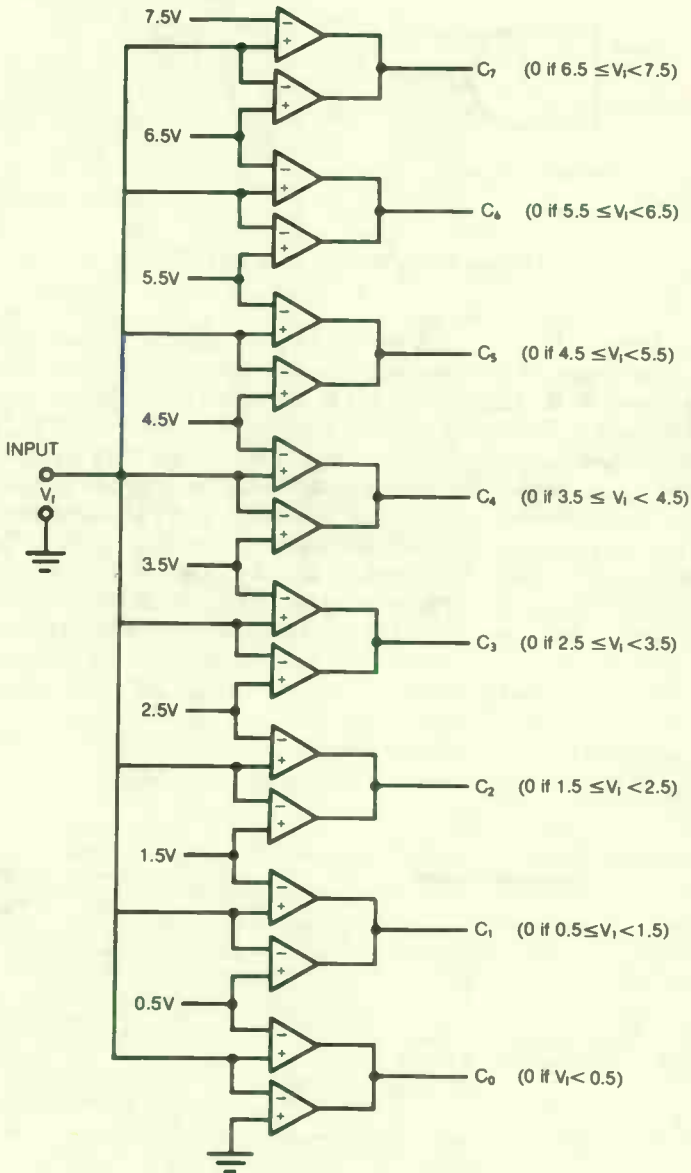 7.5V
− +
C₇ (0 if 6.5 ≤V₁<7.5)
− +
6.5V
− +
C₆ (0 if 5.5 ≤V₁<6.5)
− +
5.5V
− +
C₅ (0 if 4.5 ≤V₁<5.5)
− +
4.5V
− +
INPUT
V₁
C₄ (0 if 3.5 ≤ V₁ < 4.5)
− +
3.5V
− +
C₃ (0 if 2.5 ≤V₁<3.5)
− +
2.5V
− +
C₂ (0 if 1.5 ≤V₁<2.5)
− +
1.5V
− +
C₁ (0 if 0.5≤V₁<1.5)
− +
0.5V
− +
C₀ (0 if V₁< 0.5)
− +